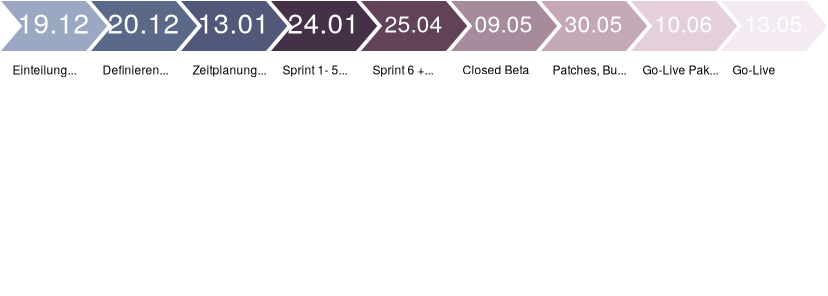 19.12 20.12 13.01 24.01 25.04 09.05 30.05 10.06 13.05
Einteilung... Definieren... Zeitplanung... Sprint 1- 5... Sprint 6 +... Closed Beta Patches, Bu... Go-Live Pak... Go-Live